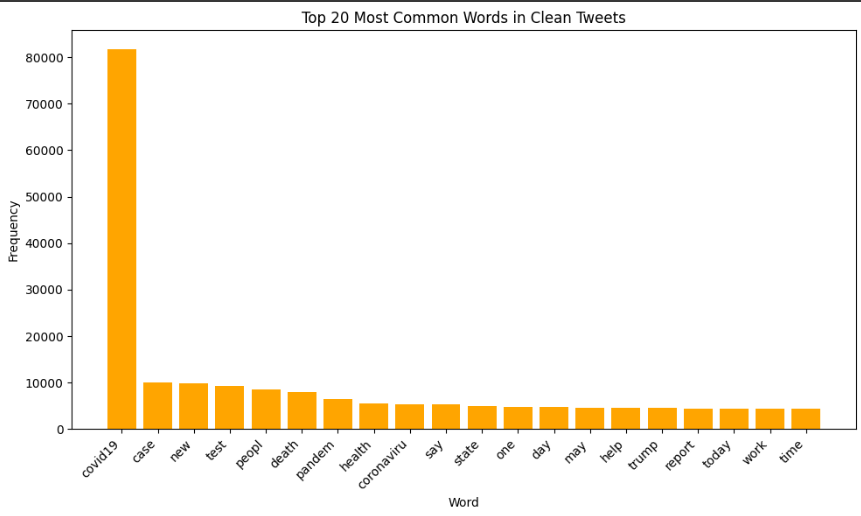 Top 20 Most Common Words in Clean Tweets
80000
70000
60000
50000
40000
30000
20000
10000
0
Frequency
covid19
case
new
test
peopl
death
pandem
health
coronaviru
say
state
one
day
may
help
trump
report
today
work
time
Word